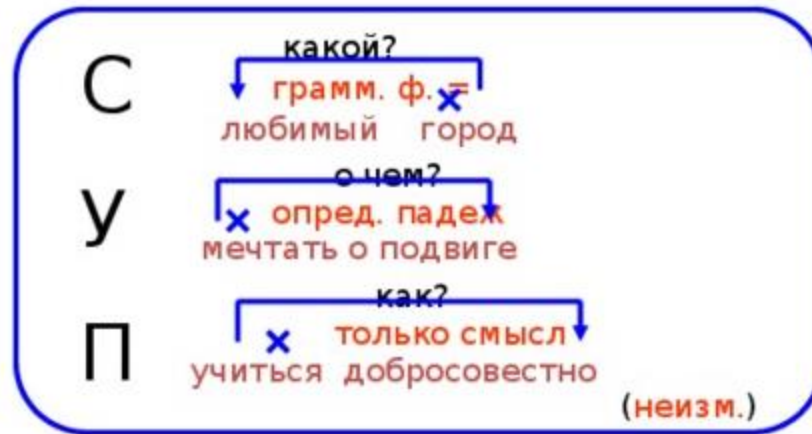 какой?
С грамм. ф. =
любимый город
о чем?
У опред. падеж
мечтать о подвиге
как?
П только смысл
учиться добросовестно
(неизм.)